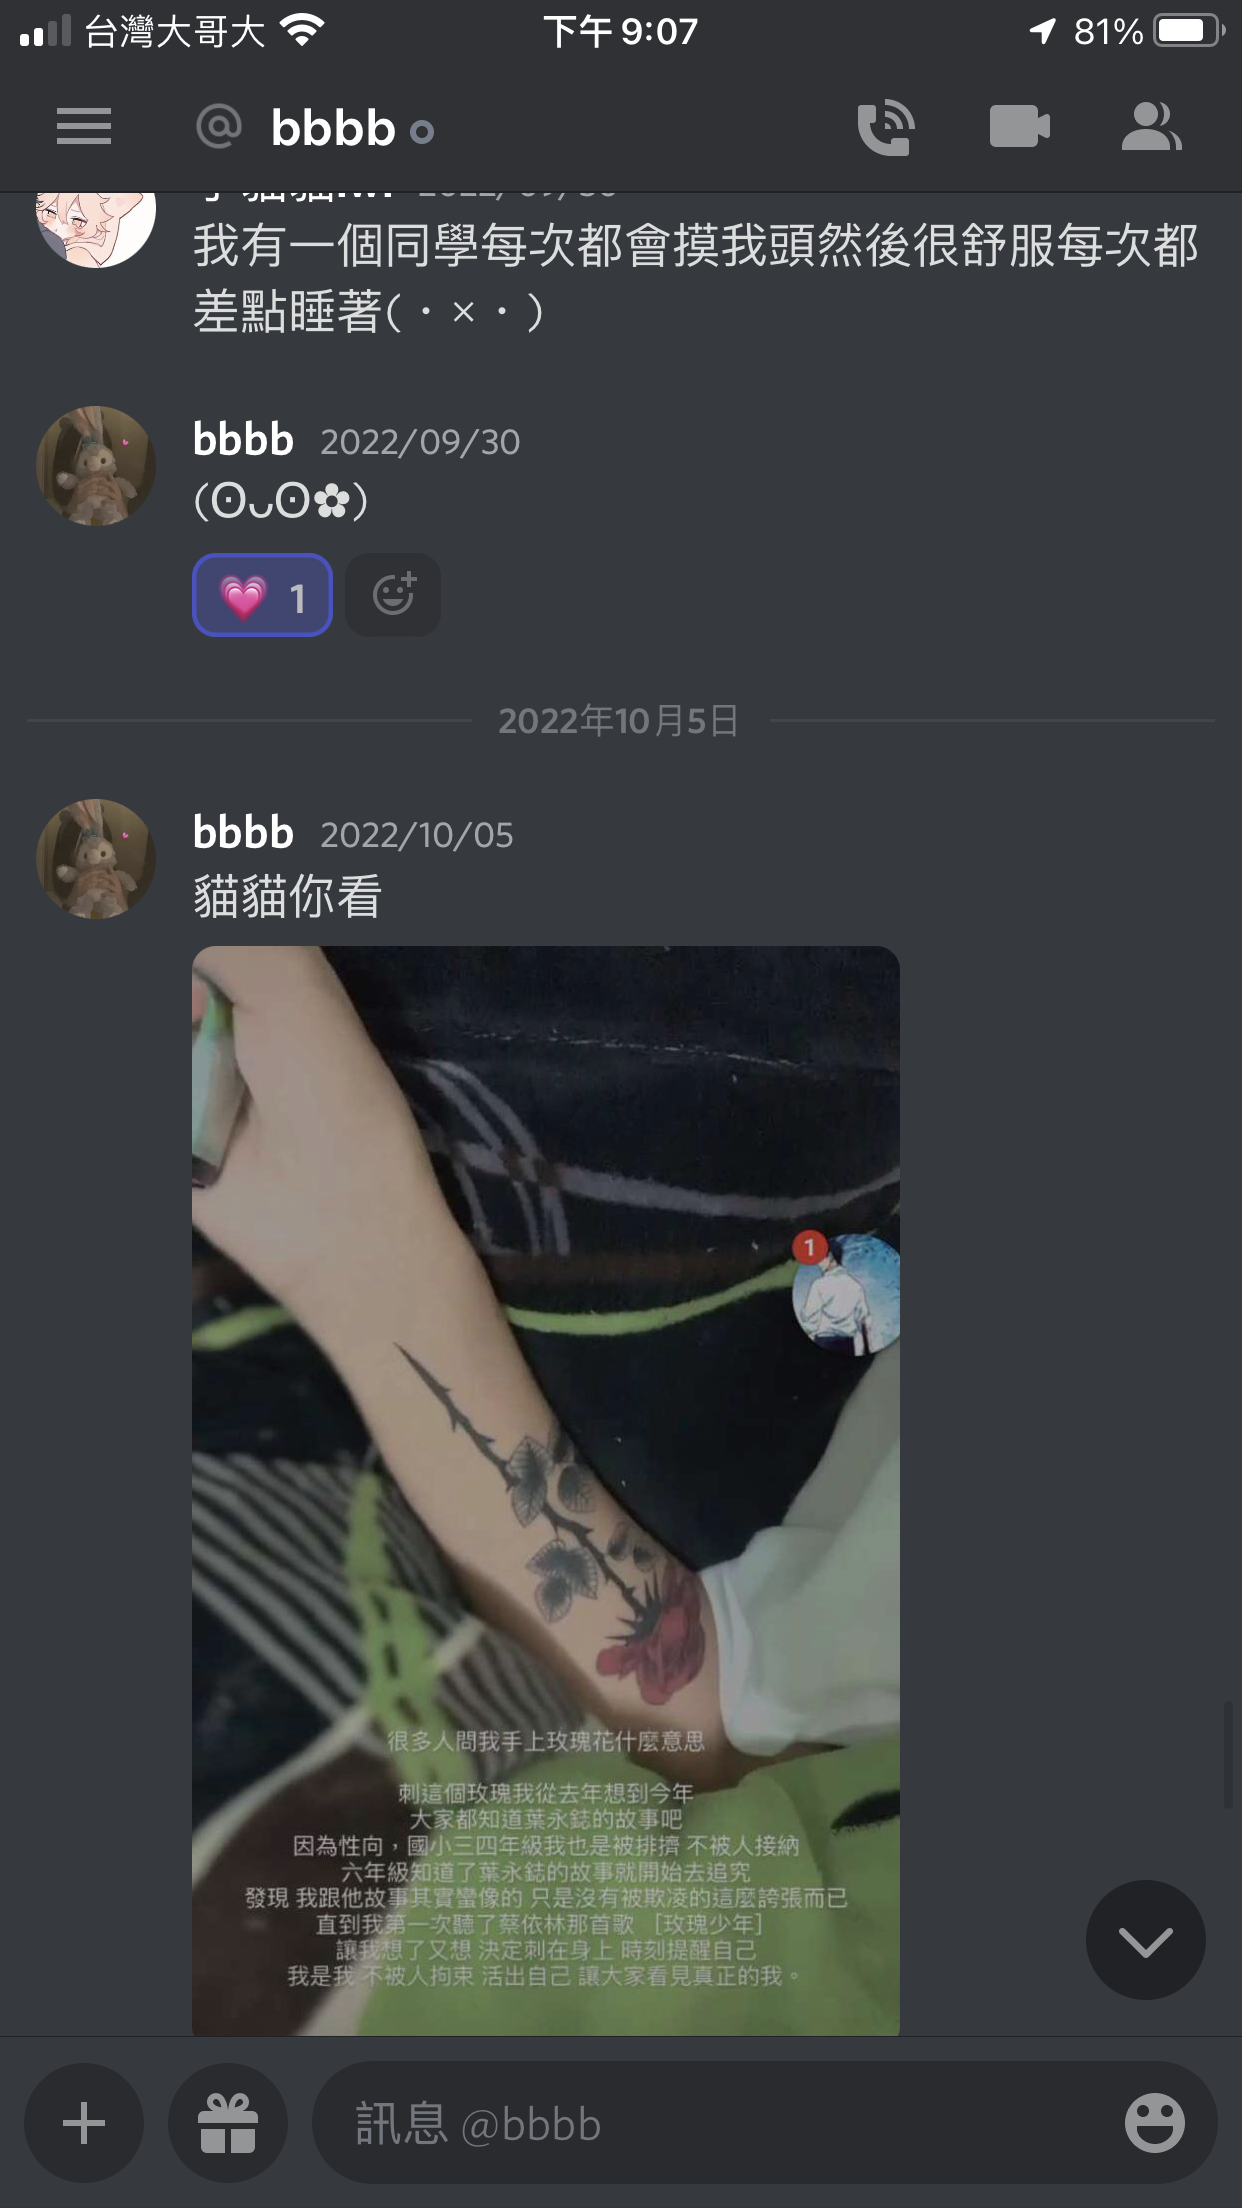 台灣大哥大
下午 9:07
81%
bbbb
我有一個同學每次都會摸我頭然後很舒服每次都
差點睡著(・×・)
bbbb 2022/09/30
(ʘᴗʘ✿)
💗 1
2022年10月5日
bbbb 2022/10/05
貓貓你看
1
很多人問我手上玫瑰花什麼意思
刺這個玫瑰我從去年想到今年
大家都知道葉永鋕的故事吧
因為性向，國小三四年級我也是被排擠 不被人接納
六年級知道了葉永鋕的故事就開始去追究
發現 我跟他故事其實蠻像的 只是沒有被欺凌的這麼誇張而已
直到我第一次聽了蔡依林那首歌 ［玫瑰少年］
讓我想了又想 決定刺在身上 時刻提醒自己
我是我 不被人拘束 活出自己 讓大家看見真正的我。
訊息 @bbbb